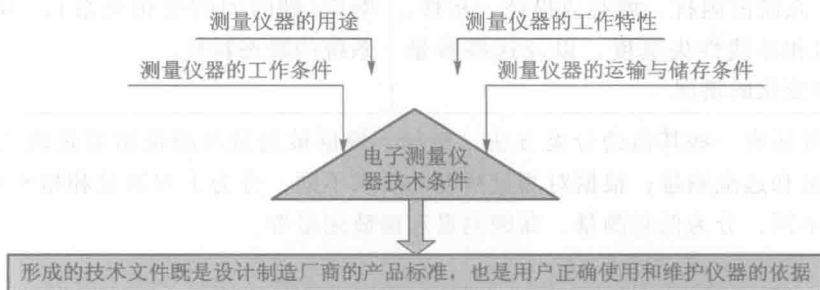 测量仪器的用途
测量仪器的工作特性
测量仪器的工作条件
测量仪器的运输与储存条件
电子测量仪
器技术条件
形成的技术文件既是设计制造厂商的产品标准，也是用户正确使用和维护仪器的依据